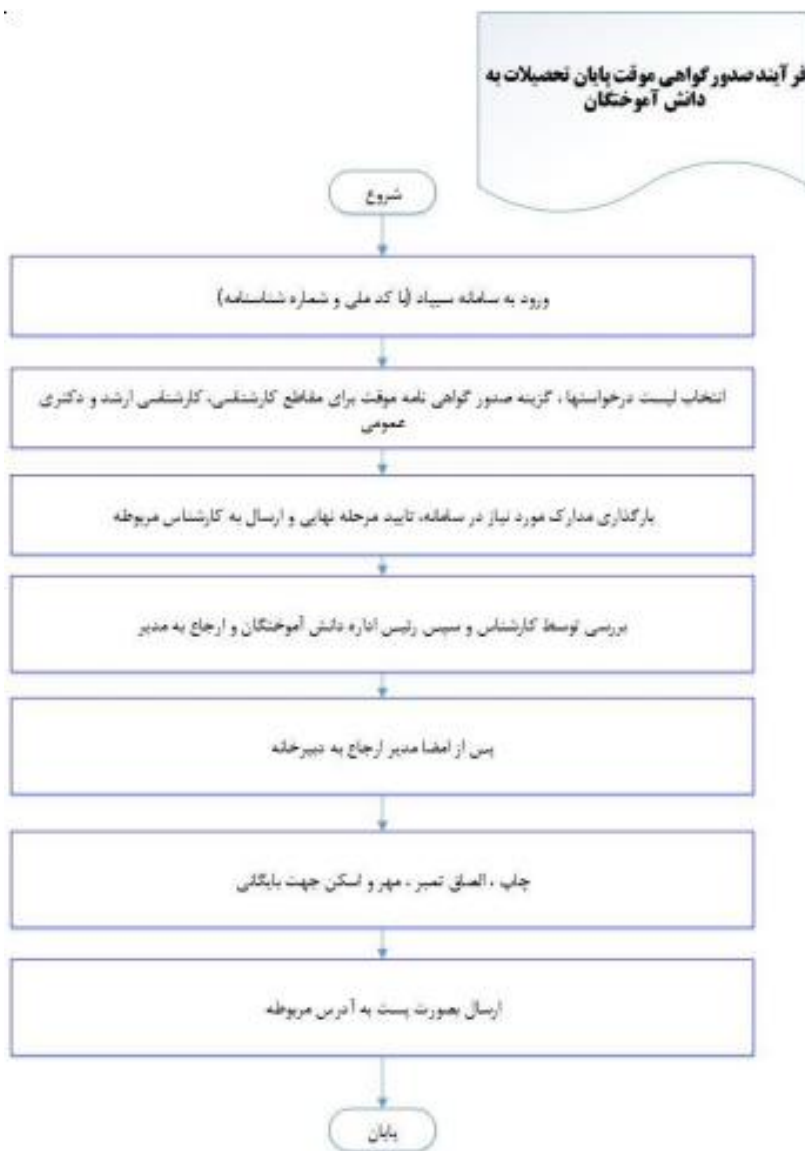 فرآیند صدور گواهی موقت پایان تحصیلات به
دانش آموختگان
شروع
ورود به سامانه سیباد (با کد ملی و شماره شناسنامه)
انتخاب لیست درخواستها ، گزینه صدور گواهی نامه موقت برای مقاطع کارشناسی، کارشناسی ارشد و دکتری
عمومی
بارگذاری مدارک مورد نیاز در سامانه، تایید مرحله نهایی و ارسال به کارشناس مربوطه
بررسی توسط کارشناس و سپس رئیس اداره دانش آموختگان و ارجاع به مدیر
پس از امضا مدیر ارجاع به دبیرخانه
چاپ ، الصاق تمبر ، مهر و اسکن جهت بایگانی
ارسال بصورت پست به آدرس مربوطه
پایان